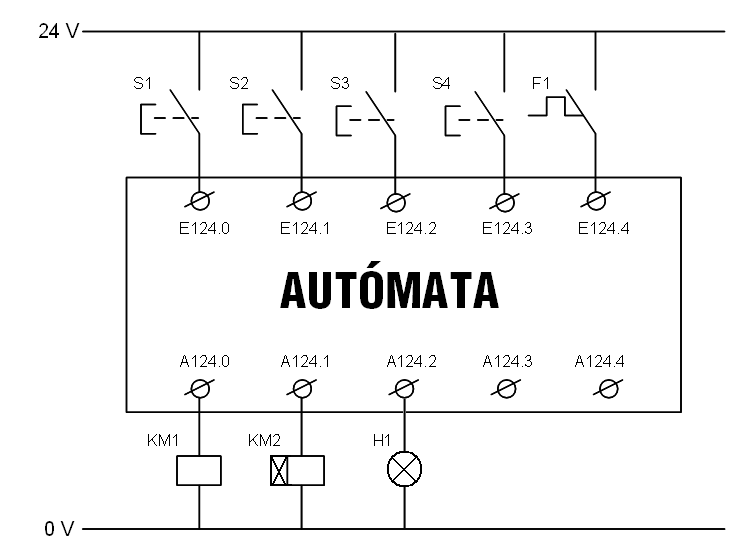 24 V
S1 S2 S3 S4 F1
E124.0 E124.1 E124.2 E124.3 E124.4
AUTÓMATA
A124.0 A124.1 A124.2 A124.3 A124.4
KM1 KM2 H1
0 V